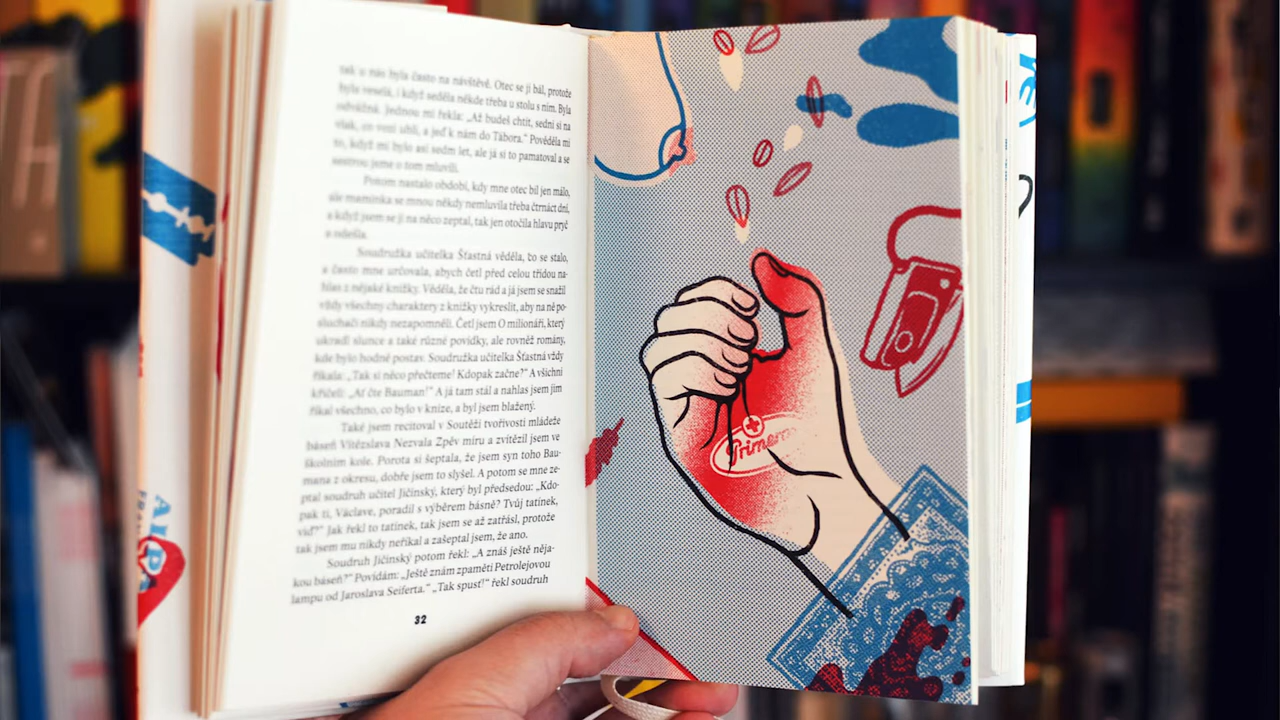 tak u nás byla často na návštěvě. Otec se jí bál, protože
byla veselá, i když seděla někde třeba u stolu s ním. Byla
odvážná. Jednou mi řekla: „Až budeš chtít, sedni si na
vlak, co veze uhlí, a jeď k nám do Tábora.“ Pověděla mi
to, když mi bylo asi sedm let, ale já si to pamatoval a se
sestrou jsme o tom mluvili.
Potom nastalo období, kdy mne otec bil jen málo,
ale maminka se mnou někdy nemluvila třeba čtrnáct dní,
a když jsem se jí na něco zeptal, tak jen otočila hlavu pryč
a odešla.
Soudružka učitelka Šťastná věděla, co se stalo,
a často mne určovala, abych četl před celou třídou na-
hlas z nějaké knížky. Věděla, že čtu rád a já jsem se snažil
vždy všechny charaktery z knížky vykreslit, aby na ně po-
sluchači nikdy nezapomněli. Četl jsem O milionáři, který
ukradl slunce a také různé povídky, ale rovněž romány,
kde bylo hodně postav. Soudružka učitelka Šťastná vždy
říkala: „Tak si něco přečteme! Kdopak začne?“ A všichni
křičeli: „Ať čte Bauman!“ A já tam stál a nahlas jsem jim
říkal všechno, co bylo v knize, a byl jsem blažený.
Také jsem recitoval v Soutěži tvořivosti mládeže
báseň Vítězslava Nezvala Zpěv míru a zvítězil jsem ve
školním kole. Porota si šeptala, že jsem syn toho Bau-
mana z okresu, dobře jsem to slyšel. A potom se mne ze-
ptal soudruh učitel Jičínský, který byl předsedou: „Kdo-
pak ti, Václave, poradil s výběrem básně? Tvůj tatínek,
viď?“ Jak řekl to tatínek, tak jsem se až zatřásl, protože
tak jsem mu nikdy neříkal a zašeptal jsem, že ano.
Soudruh Jičínský potom řekl: „A znáš ještě něja-
kou báseň?“ Povídám: „Ještě znám zpaměti Petrolejovou
lampu od Jaroslava Seiferta.“ „Tak spusť!“ řekl soudruh
32
Primeros